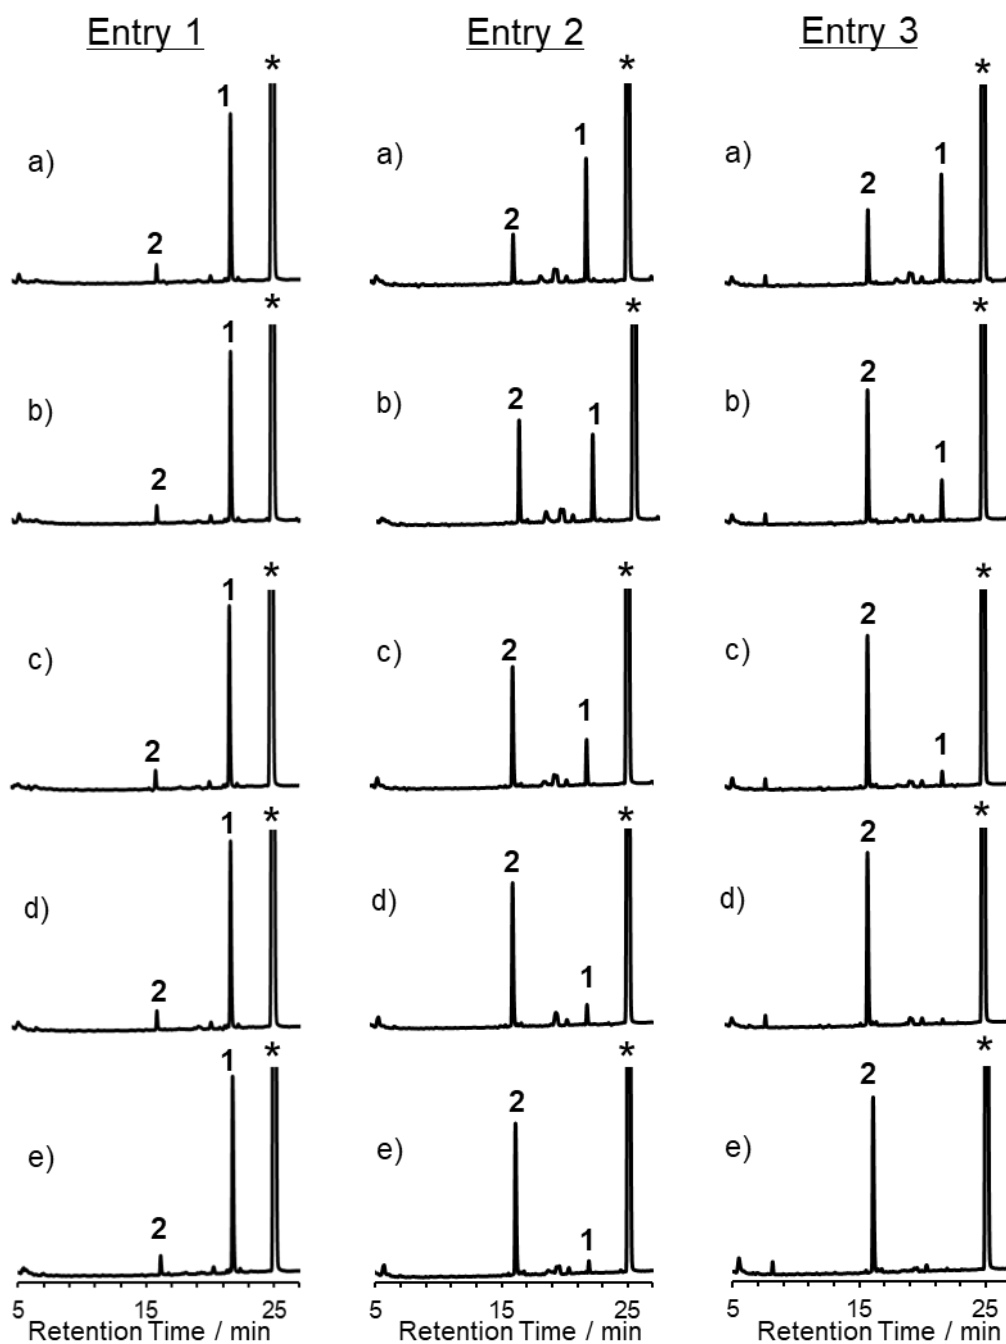 Entry 1 Entry 2 Entry 3
* * *
1 1 1
a) 2 a) 2 a) 2
* * *
1 2 1 2
b) 2 b) b) 1
* * *
1 2 2
c) 2 c) 1 c) 1
* * *
1 2 2
d) 2 d) 1 d)
* * *
1 2 2
e) 2 e) 1 e)
5 15 25 5 15 25 5 15 25
Retention Time / min Retention Time / min Retention Time / min